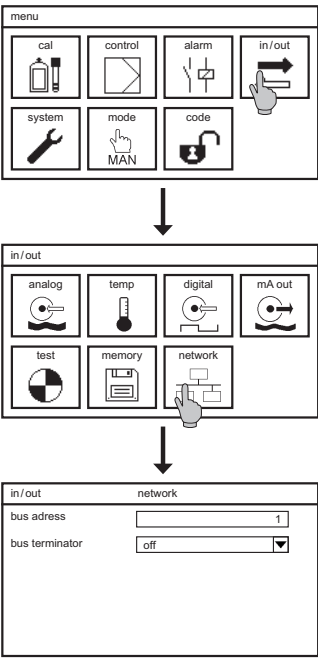 menu
cal control alarm in/out
system mode code
MAN
in/out
analog temp digital mA out
test memory network
in/out network
bus adress 1
bus terminator off